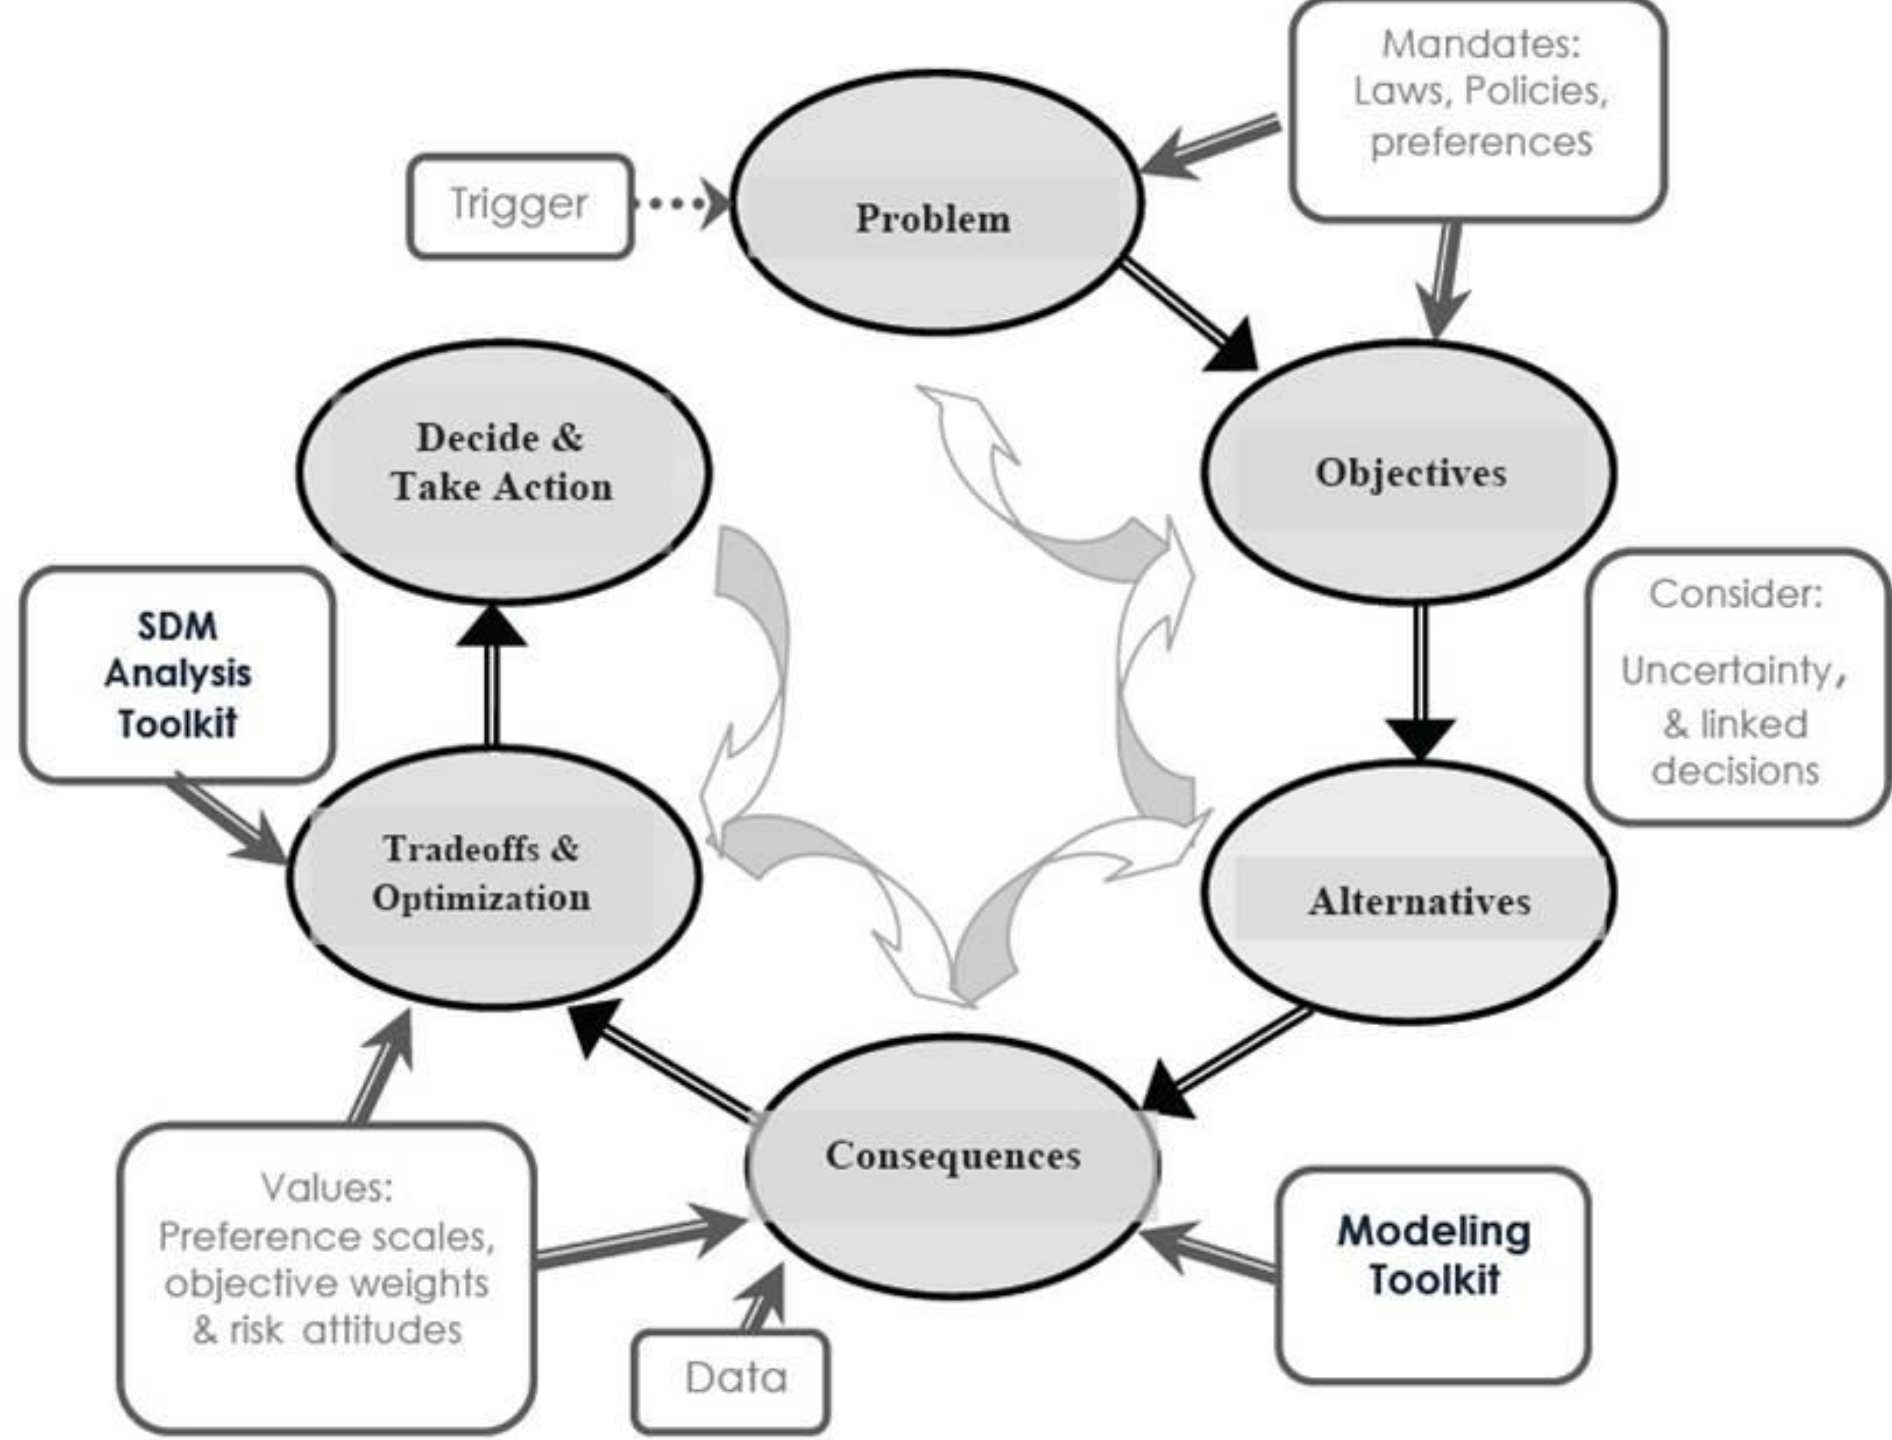 Mandates:
Laws, Policies,
preferences
Trigger
Problem
Decide &
Take Action
Objectives
Consider:
Uncertainty,
& linked
decisions
SDM
Analysis
Toolkit
Tradeoffs &
Optimization
Alternatives
Consequences
Values:
Preference scales,
objective weights
& risk attitudes
Modeling
Toolkit
Data